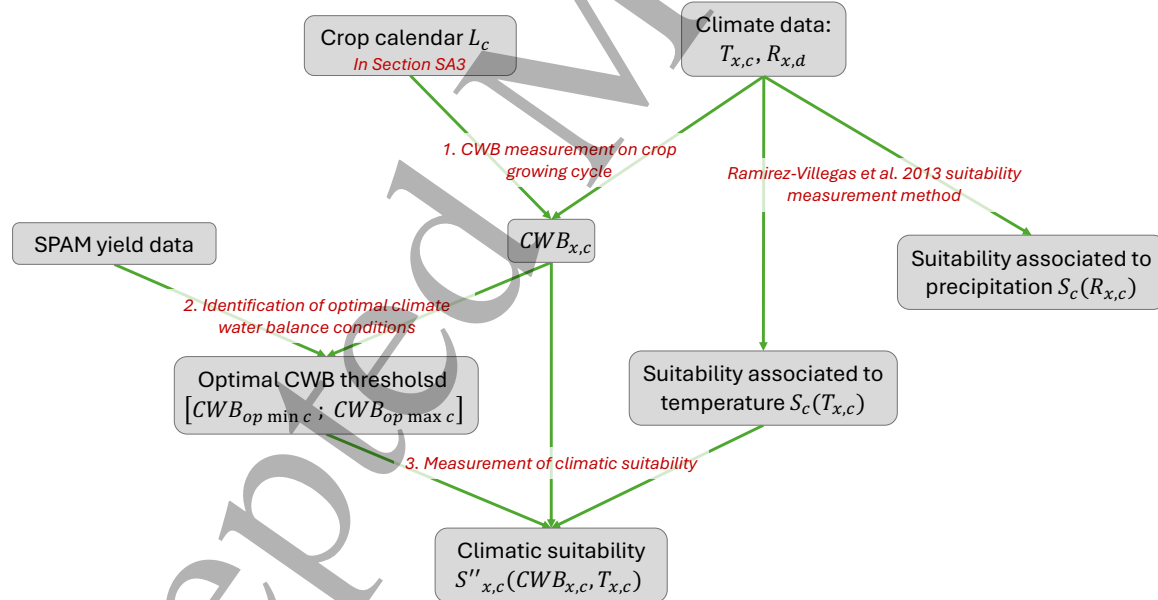 Crop calendar L_c
In Section SA3
Climate data:
T_{x,c}, R_{x,d}
1. CWB measurement on crop
growing cycle
Ramirez-Villegas et al. 2013 suitability
measurement method
SPAM yield data
CWB_{x,c}
Suitability associated to
precipitation S_c(R_{x,c})
2. Identification of optimal climate
water balance conditions
Optimal CWB thresholsd
[CWB_{op min c} ; CWB_{op max c}]
Suitability associated to
temperature S_c(T_{x,c})
3. Measurement of climatic suitability
Climatic suitability
S''_{x,c}(CWB_{x,c}, T_{x,c})
epted M